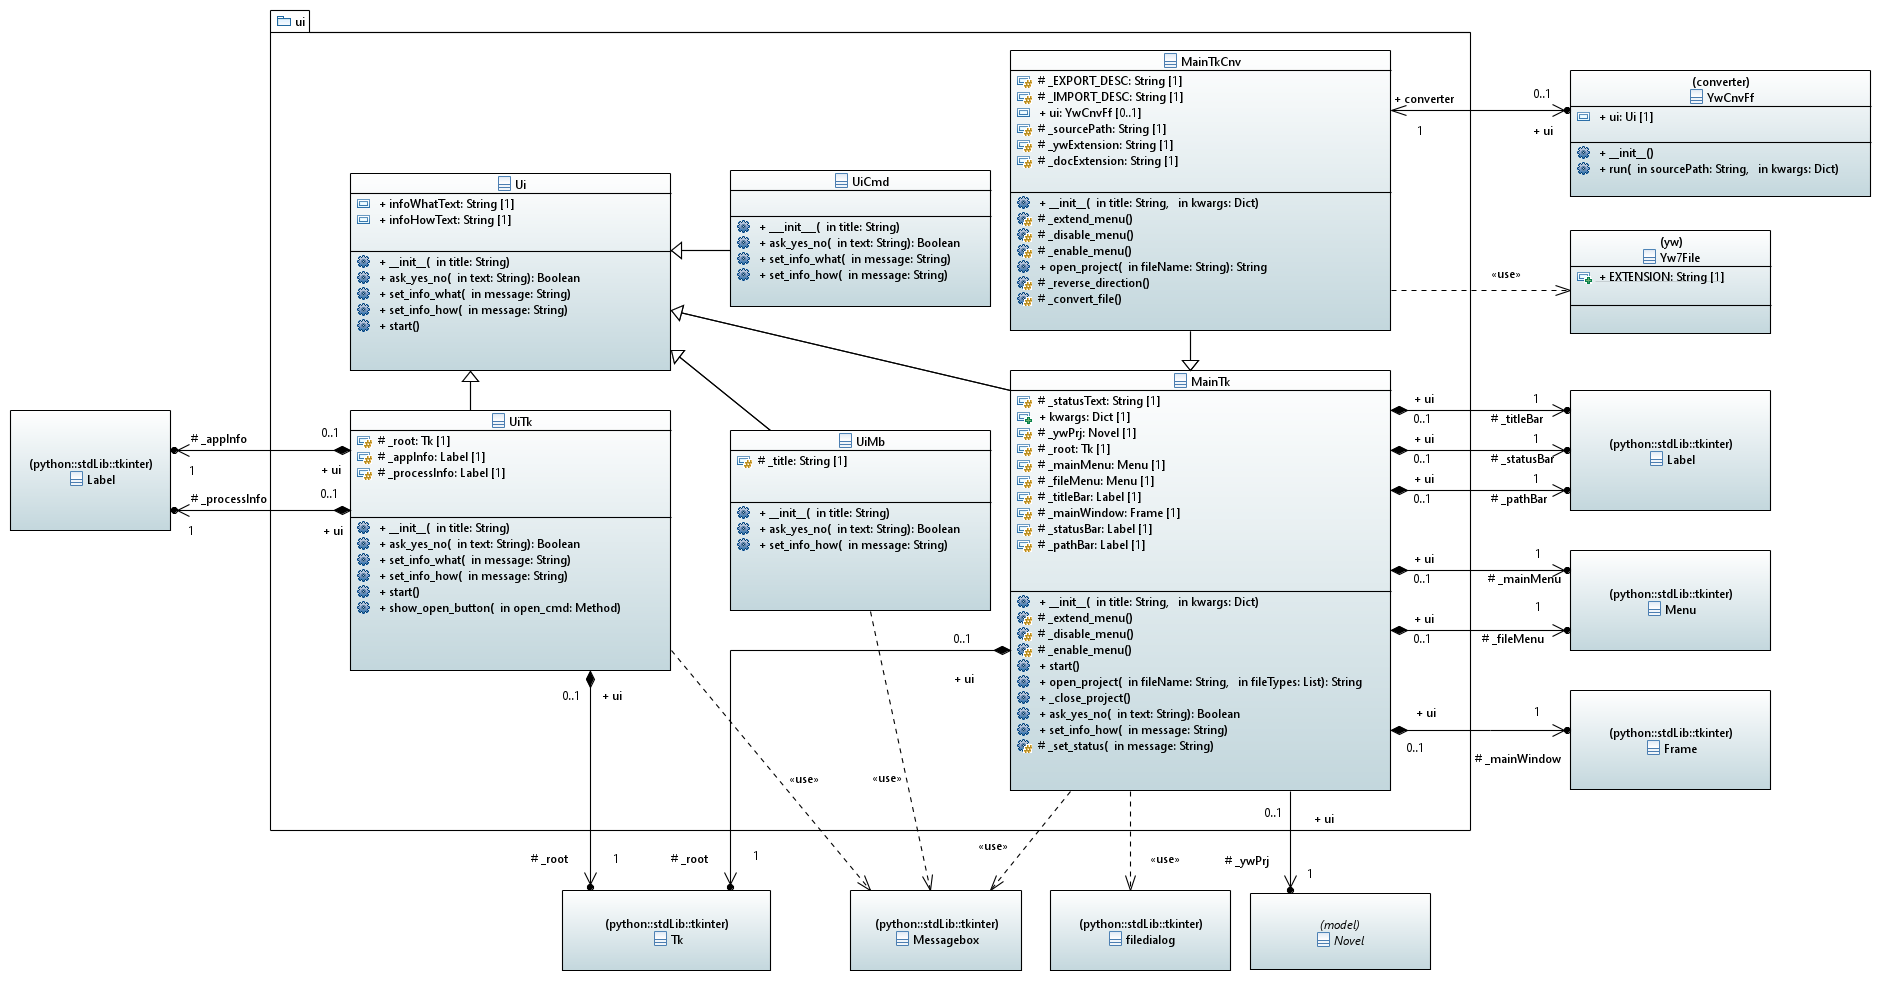 ui
MainTkCnv
# _EXPORT_DESC: String [1]
# _IMPORT_DESC: String [1]
+ ui: YwCnvFf [0..1]
# _sourcePath: String [1]
# _ywExtension: String [1]
# _docExtension: String [1]
+ __init__( in title: String, in kwargs: Dict)
# _extend_menu()
# _disable_menu()
# _enable_menu()
+ open_project( in fileName: String): String
# _reverse_direction()
# _convert_file()
+ converter
1
0..1
+ ui
(converter)
YwCnvFf
+ ui: Ui [1]
+ __init__()
+ run( in sourcePath: String, in kwargs: Dict)
Ui
+ infoWhatText: String [1]
+ infoHowText: String [1]
+ __init__( in title: String)
+ ask_yes_no( in text: String): Boolean
+ set_info_what( in message: String)
+ set_info_how( in message: String)
+ start()
UiCmd
+ ___init__( in title: String)
+ ask_yes_no( in text: String): Boolean
+ set_info_what( in message: String)
+ set_info_how( in message: String)
«use»
(yw)
Yw7File
+ EXTENSION: String [1]
(python::stdLib::tkinter)
Label
# _appInfo
1
0..1
+ ui
# _processInfo
1
0..1
+ ui
UiTk
# _root: Tk [1]
# _appInfo: Label [1]
# _processInfo: Label [1]
+ __init__( in title: String)
+ ask_yes_no( in text: String): Boolean
+ set_info_what( in message: String)
+ set_info_how( in message: String)
+ start()
+ show_open_button( in open_cmd: Method)
UiMb
# _title: String [1]
+ __init__( in title: String)
+ ask_yes_no( in text: String): Boolean
+ set_info_how( in message: String)
MainTk
# _statusText: String [1]
+ kwargs: Dict [1]
# _ywPrj: Novel [1]
# _root: Tk [1]
# _mainMenu: Menu [1]
# _fileMenu: Menu [1]
# _titleBar: Label [1]
# _mainWindow: Frame [1]
# _statusBar: Label [1]
# _pathBar: Label [1]
+ __init__( in title: String, in kwargs: Dict)
# _extend_menu()
# _disable_menu()
# _enable_menu()
+ start()
+ open_project( in fileName: String, in fileTypes: List): String
+ _close_project()
+ ask_yes_no( in text: String): Boolean
+ set_info_how( in message: String)
# _set_status( in message: String)
+ ui
1
0..1
# _titleBar
+ ui
1
0..1
# _statusBar
+ ui
1
0..1
# _pathBar
(python::stdLib::tkinter)
Label
+ ui
1
0..1
# _mainMenu
+ ui
1
0..1
# _fileMenu
(python::stdLib::tkinter)
Menu
+ ui
1
0..1
# _mainWindow
(python::stdLib::tkinter)
Frame
0..1
+ ui
0..1
+ ui
«use»
«use»
«use»
«use»
0..1
+ ui
# _root
1
# _root
1
# _ywPrj
1
(python::stdLib::tkinter)
Tk
(python::stdLib::tkinter)
Messagebox
(python::stdLib::tkinter)
filedialog
(model)
Novel